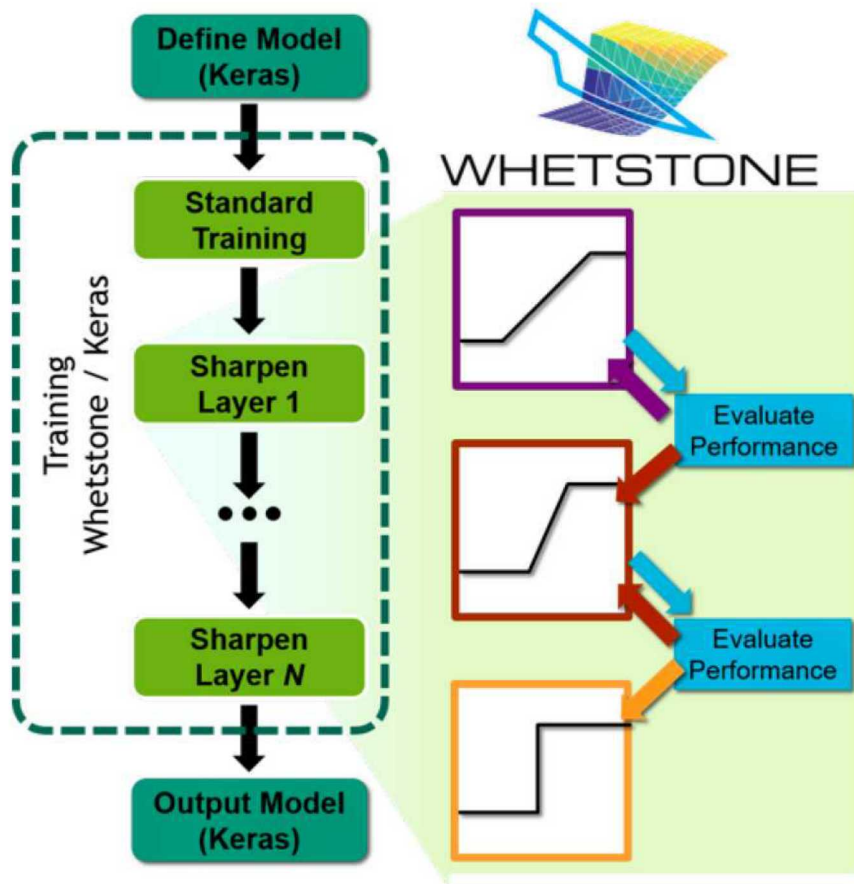 Define Model
(Keras)
Standard
Training
Sharpen
Layer 1
Sharpen
Layer N
Output Model
(Keras)
Training
Whetstone / Keras
WHETSTONE
Evaluate
Performance
Evaluate
Performance